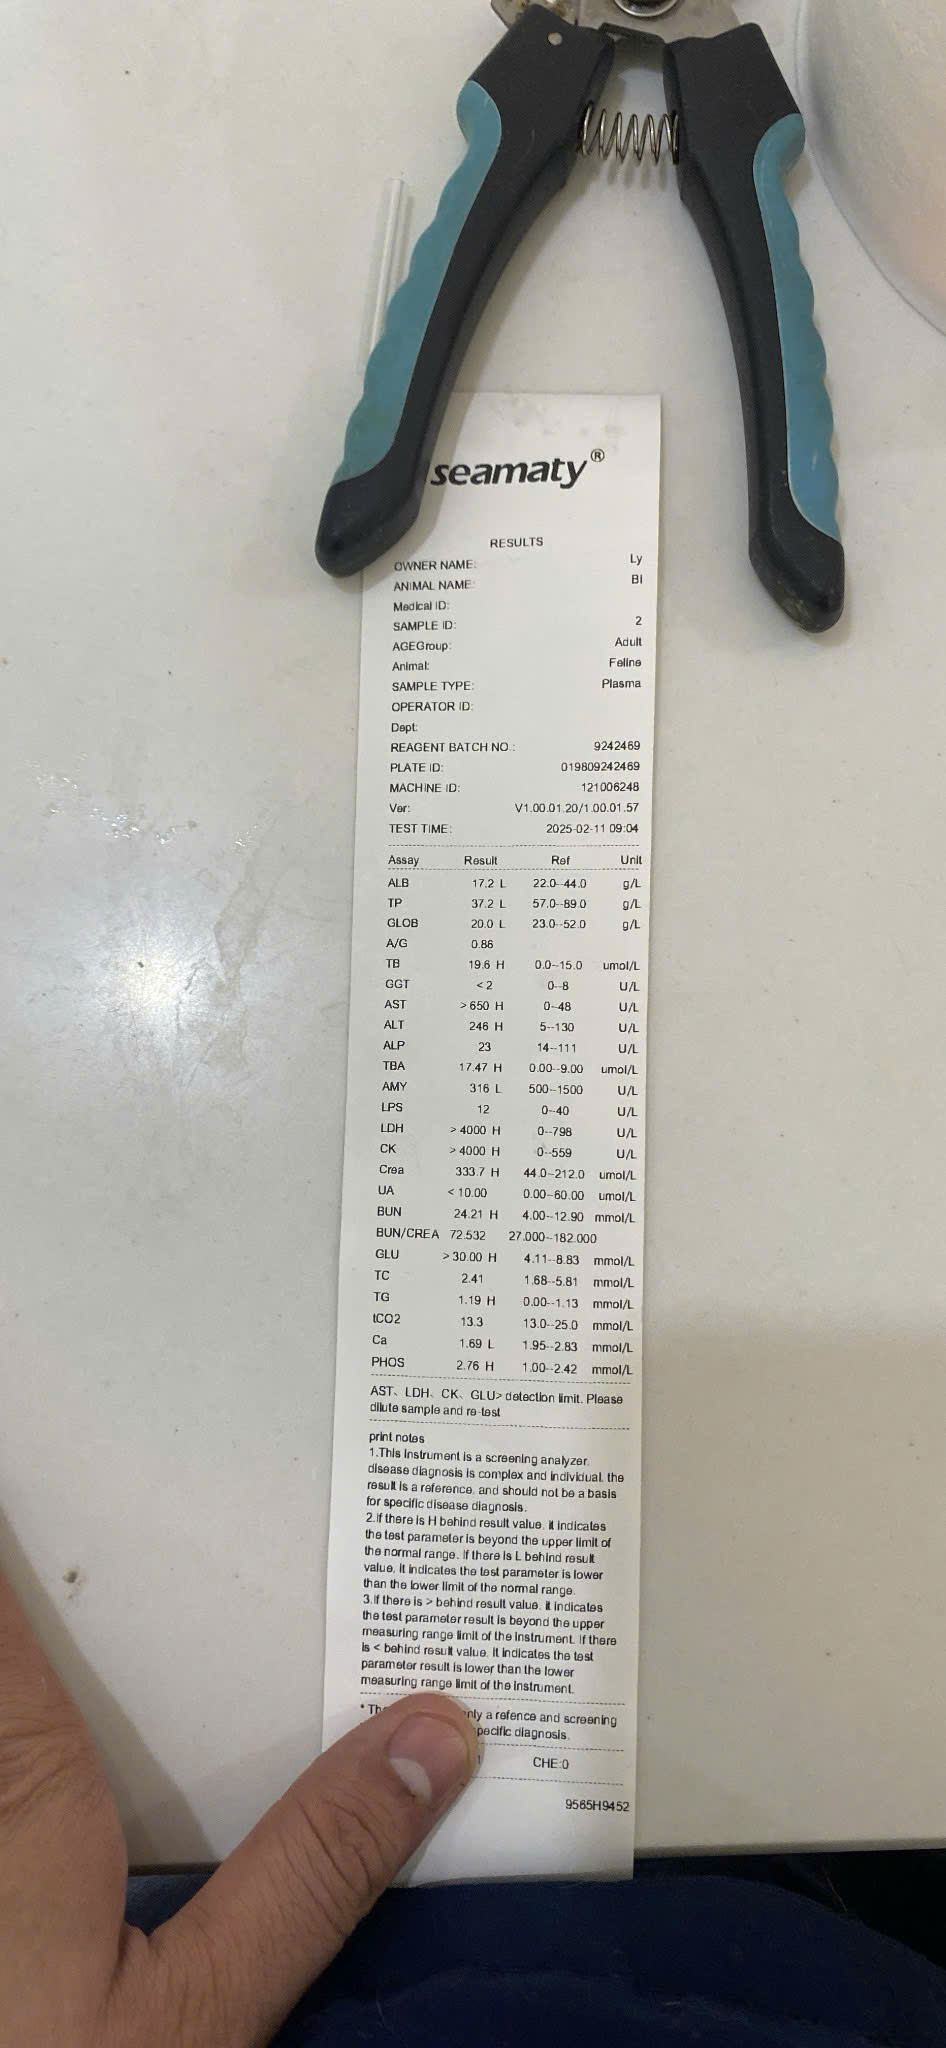 seamaty®
RESULTS
OWNER NAME: Ly
ANIMAL NAME: BI
Medical ID:
SAMPLE ID: 2
AGEGroup: Adult
Animal: Feline
SAMPLE TYPE: Plasma
OPERATOR ID:
Dept:
REAGENT BATCH NO.: 9242469
PLATE ID: 019809242469
MACHINE ID: 121006248
Ver: V1.00.01.20/1.00.01.57
TEST TIME: 2025-02-11 09:04
Assay Result Ref Unit
ALB 17.2 L 22.0--44.0 g/L
TP 37.2 L 57.0--89.0 g/L
GLOB 20.0 L 23.0--52.0 g/L
A/G 0.86
TB 19.6 H 0.0--15.0 umol/L
GGT <2 0--8 U/L
AST >650 H 0--48 U/L
ALT 246 H 5--130 U/L
ALP 23 14--111 U/L
TBA 17.47 H 0.00--9.00 umol/L
AMY 316 L 500--1500 U/L
LPS 12 0--40 U/L
LDH >4000 H 0--798 U/L
CK >4000 H 0--559 U/L
Crea 333.7 H 44.0--212.0 umol/L
UA <10.00 0.00--60.00 umol/L
BUN 24.21 H 4.00--12.90 mmol/L
BUN/CREA 72.532 27.000--182.000
GLU >30.00 H 4.11--8.83 mmol/L
TC 2.41 1.68--5.81 mmol/L
TG 1.19 H 0.00--1.13 mmol/L
tCO2 13.3 13.0--25.0 mmol/L
Ca 1.69 L 1.95--2.83 mmol/L
PHOS 2.76 H 1.00--2.42 mmol/L
AST、LDH、CK、GLU> detection limit. Please
dilute sample and re-test
print notes
1.This instrument is a screening analyzer,
disease diagnosis is complex and individual, the
result is a reference, and should not be a basis
for specific disease diagnosis.
2.if there is H behind result value, it indicates
the test parameter is beyond the upper limit of
the normal range. If there is L behind result
value, it indicates the test parameter is lower
than the lower limit of the normal range.
3.if there is > behind result value, it indicates
the test parameter result is beyond the upper
measuring range limit of the instrument. If there
is < behind result value. It indicates the test
parameter result is lower than the lower
measuring range limit of the instrument.
* only a refence and screening
specific diagnosis.
CHE:0
9565H9452